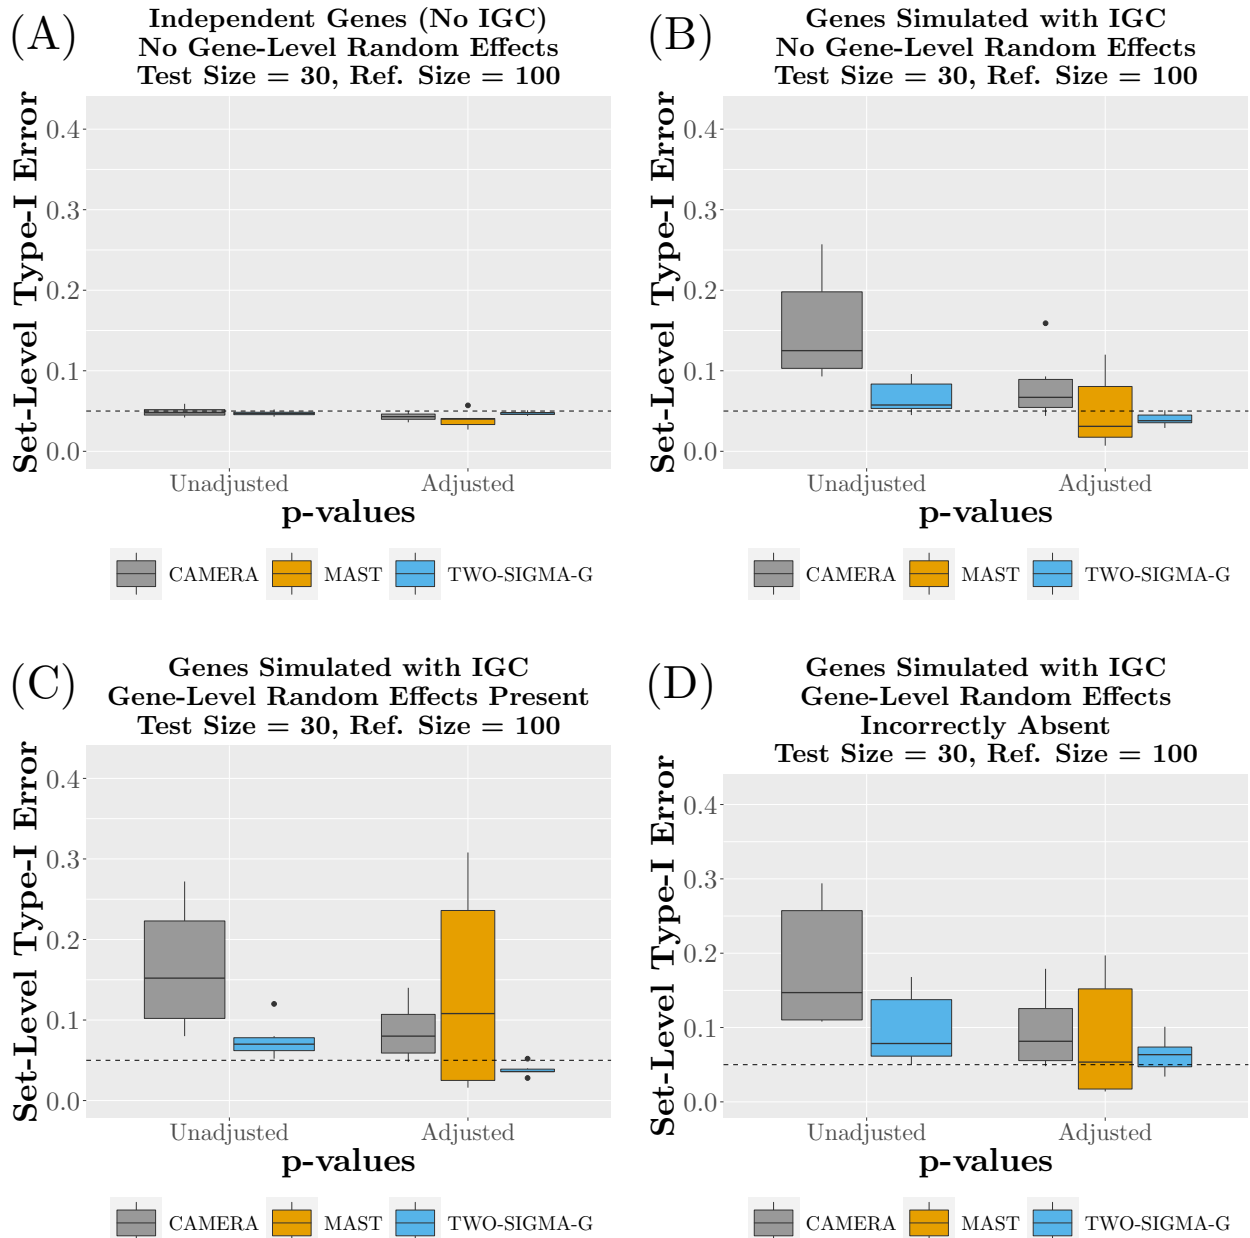 (A)
Independent Genes (No IGC)
No Gene-Level Random Effects
Test Size = 30, Ref. Size = 100
Set-Level Type-I Error
0.4
0.3
0.2
0.1
0.0
Unadjusted
Adjusted
p-values
CAMERA
MAST
TWO-SIGMA-G
(B)
Genes Simulated with IGC
No Gene-Level Random Effects
Test Size = 30, Ref. Size = 100
Set-Level Type-I Error
0.4
0.3
0.2
0.1
0.0
Unadjusted
Adjusted
p-values
CAMERA
MAST
TWO-SIGMA-G
(C)
Genes Simulated with IGC
Gene-Level Random Effects Present
Test Size = 30, Ref. Size = 100
Set-Level Type-I Error
0.4
0.3
0.2
0.1
0.0
Unadjusted
Adjusted
p-values
CAMERA
MAST
TWO-SIGMA-G
(D)
Genes Simulated with IGC
Gene-Level Random Effects
Incorrectly Absent
Test Size = 30, Ref. Size = 100
Set-Level Type-I Error
0.4
0.3
0.2
0.1
0.0
Unadjusted
Adjusted
p-values
CAMERA
MAST
TWO-SIGMA-G